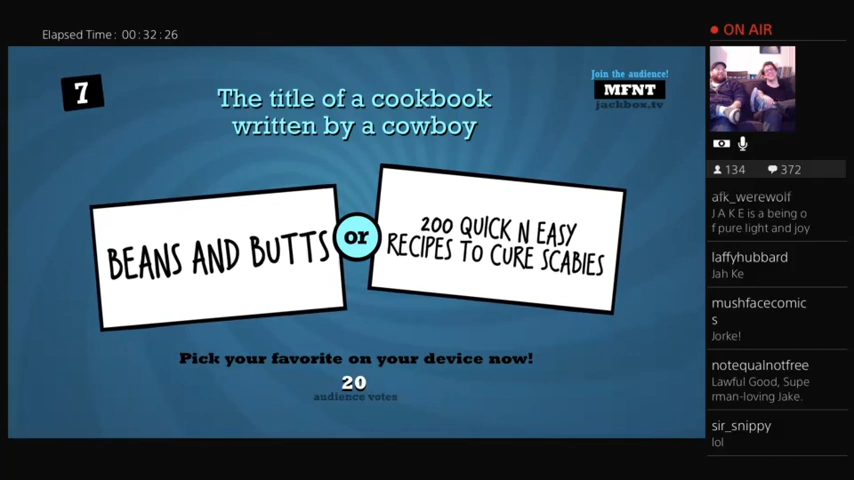 Elapsed Time: 00:32:26
ON AIR
7
The title of a cookbook
written by a cowboy
Join the audience!
MFNT
jackbox.tv
BEANS AND BUTTS
or
200 QUICK N EASY
RECIPES TO CURE SCABIES
Pick your favorite on your device now!
20
audience votes
134
372
afk_werewolf
J A K E is a being o
f pure light and joy
laffyhubbard
Jah Ke
mushfacecomic
s
Jorke!
notequalnotfree
Lawful Good, Supe
rman-loving Jake.
sir_snippy
lol